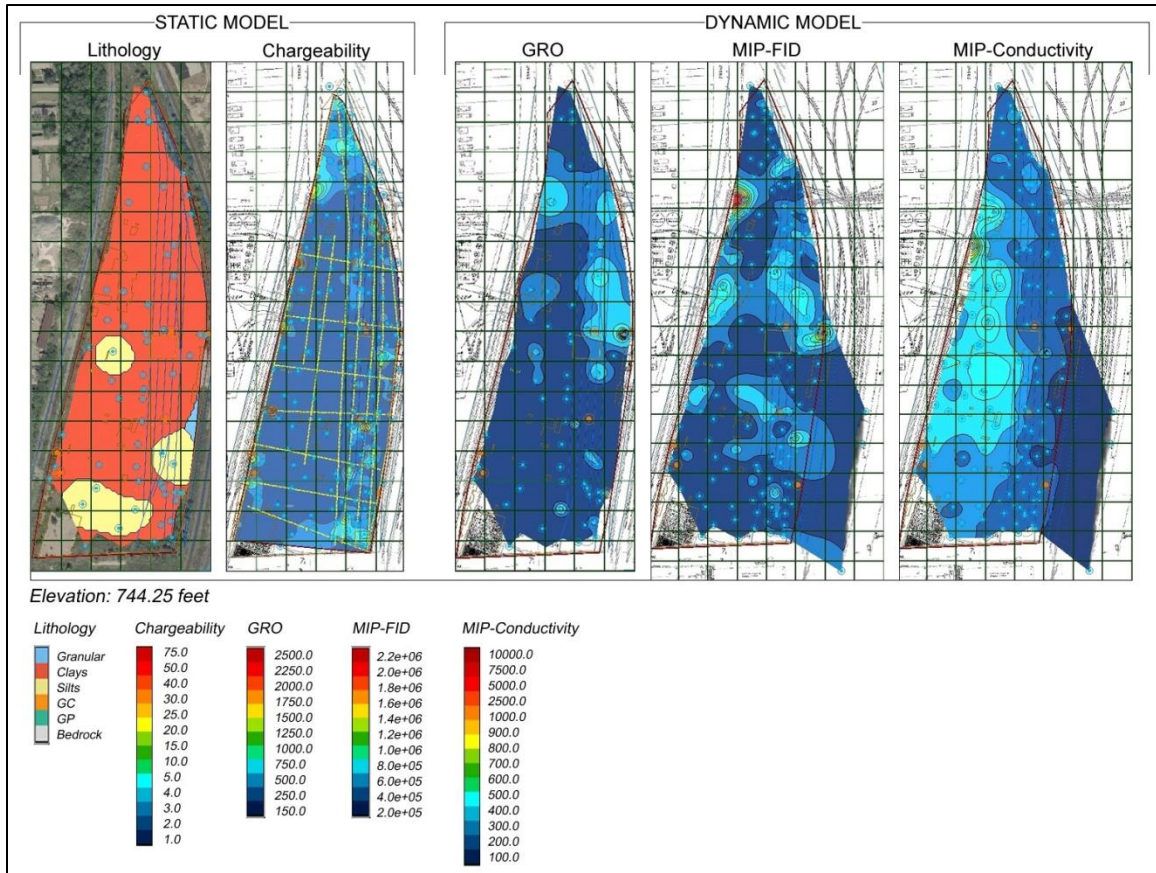 STATIC MODEL
DYNAMIC MODEL
Lithology
Chargeability
GRO
MIP-FID
MIP-Conductivity
Elevation: 744.25 feet
Lithology
Granular
Clays
Silts
GC
GP
Bedrock
Chargeability
75.0
50.0
40.0
30.0
25.0
20.0
15.0
10.0
5.0
4.0
3.0
2.0
1.0
GRO
2500.0
2250.0
2000.0
1750.0
1500.0
1250.0
1000.0
750.0
500.0
250.0
150.0
MIP-FID
2.2e+06
2.0e+06
1.8e+06
1.6e+06
1.4e+06
1.2e+06
1.0e+06
8.0e+05
6.0e+05
4.0e+05
2.0e+05
MIP-Conductivity
10000.0
7500.0
5000.0
2500.0
1000.0
900.0
800.0
700.0
600.0
500.0
400.0
300.0
200.0
100.0